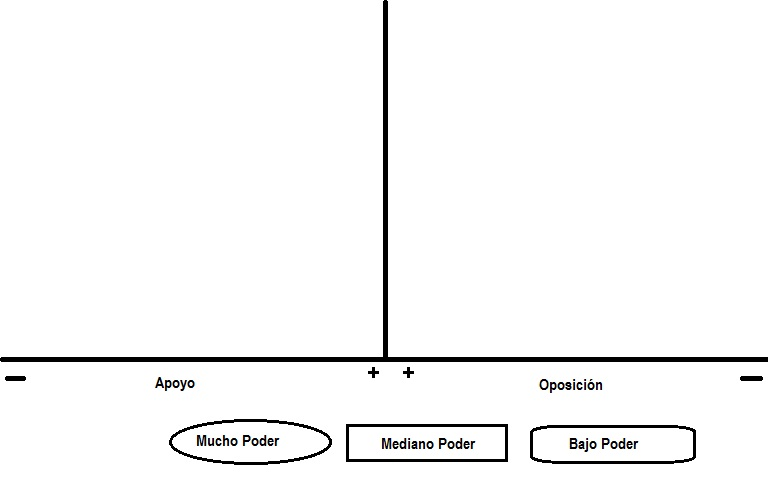 − + + −
Apoyo Oposición
Mucho Poder Mediano Poder Bajo Poder